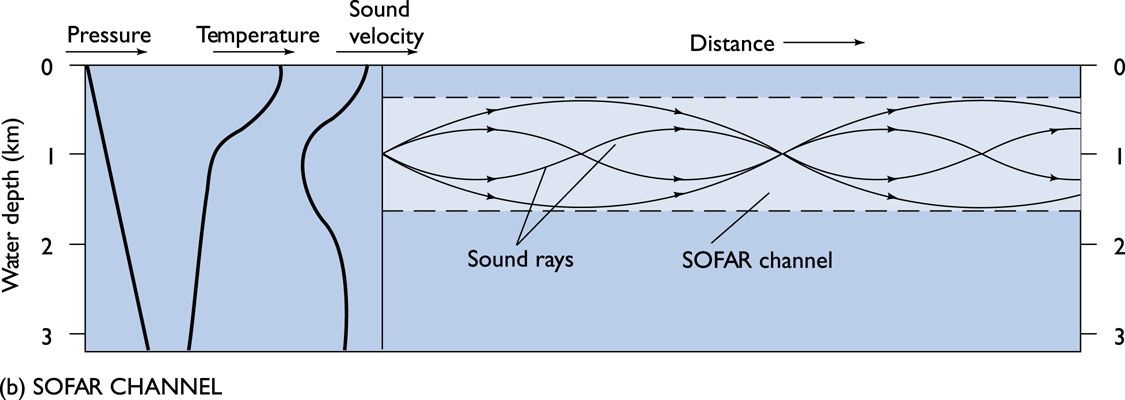 Pressure
Temperature
Sound
velocity
Distance
0
0
Water depth (km)
1
1
2
2
3
3
Sound rays
SOFAR channel
(b) SOFAR CHANNEL